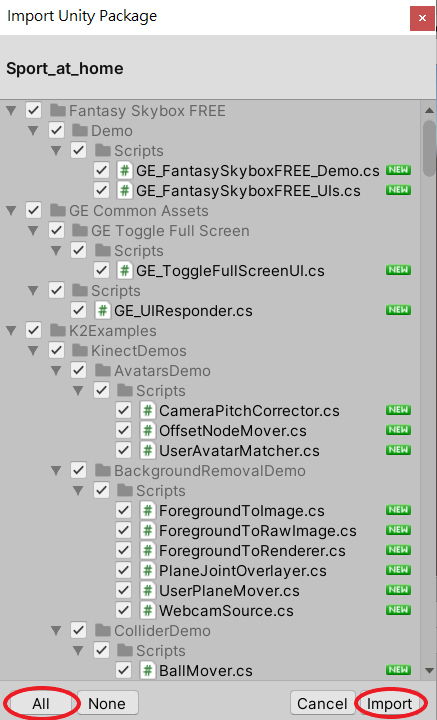 Import Unity Package
Sport_at_home
Fantasy Skybox FREE
Demo
Scripts
GE_FantasySkyboxFREE_Demo.cs NEW
GE_FantasySkyboxFREE_UIs.cs NEW
GE Common Assets
GE Toggle Full Screen
Scripts
GE_ToggleFullScreenUI.cs NEW
Scripts
GE_UIResponder.cs NEW
K2Examples
KinectDemos
AvatarsDemo
Scripts
CameraPitchCorrector.cs NEW
OffsetNodeMover.cs NEW
UserAvatarMatcher.cs NEW
BackgroundRemovalDemo
Scripts
ForegroundToImage.cs NEW
ForegroundToRawImage.cs NEW
ForegroundToRenderer.cs NEW
PlaneJointOverlayer.cs NEW
UserPlaneMover.cs NEW
WebcamSource.cs NEW
ColliderDemo
Scripts
BallMover.cs NEW
All None Cancel Import